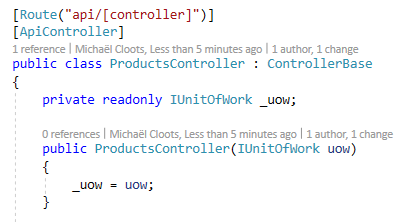 [Route("api/[controller]")]
[ApiController]
1 reference | Michaël Cloots, Less than 5 minutes ago | 1 author, 1 change
public class ProductsController : ControllerBase
{
private readonly IUnitOfWork _uow;
0 references | Michaël Cloots, Less than 5 minutes ago | 1 author, 1 change
public ProductsController(IUnitOfWork uow)
{
_uow = uow;
}